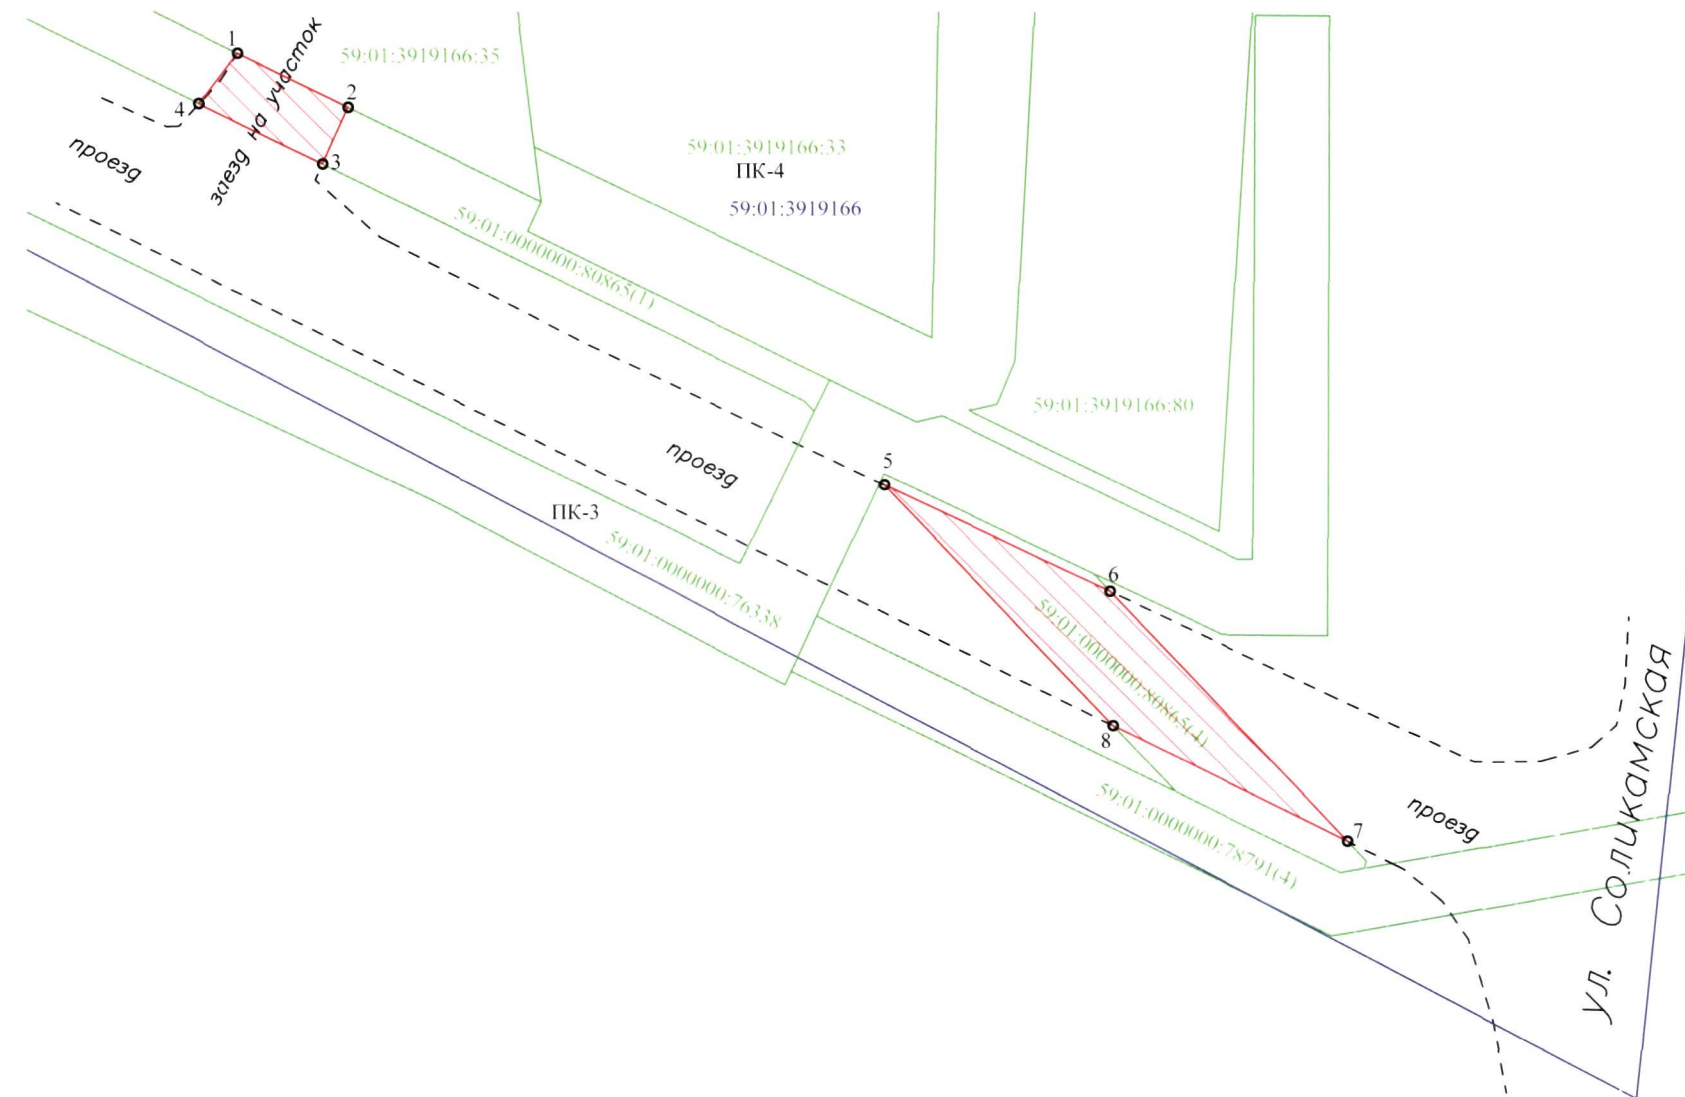 1
59:01:3919166:35
2
4
заезд на участок
проезд
3
59:01:3919166:33
ПК-4
59:01:3919166
59:01:0000000:80865(1)
59:01:3919166:80
проезд
5
ПК-3
59:01:0000000:76338
6
59:01:0000000:80865(4)
8
59:01:0000000:78791(4)
7
проезд
ул. Соликамская